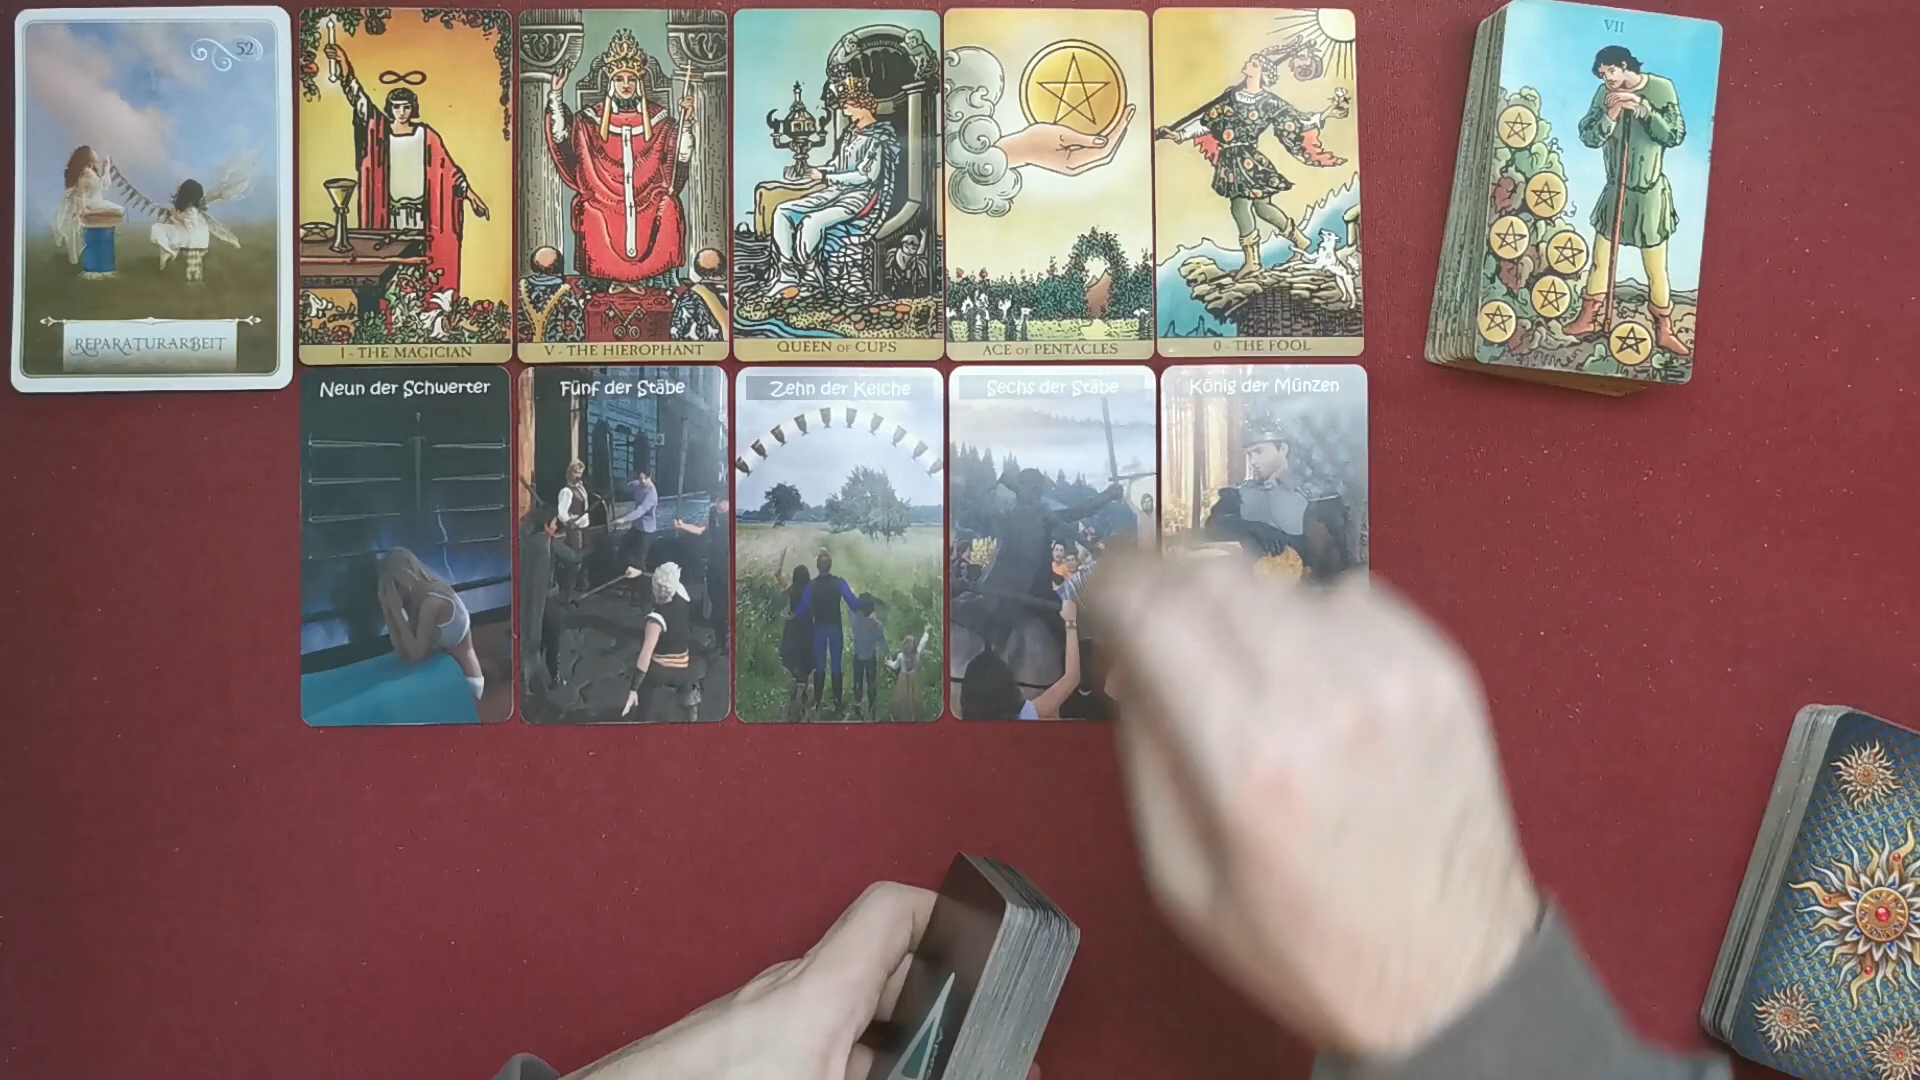 52
REPARATURARBEIT
I - THE MAGICIAN
V - THE HIEROPHANT
QUEEN OF CUPS
ACE OF PENTACLES
0 - THE FOOL
VII
Neun der Schwerter
Fünf der Stäbe
Zehn der Kelche
Sechs der Stäbe
König der Münzen